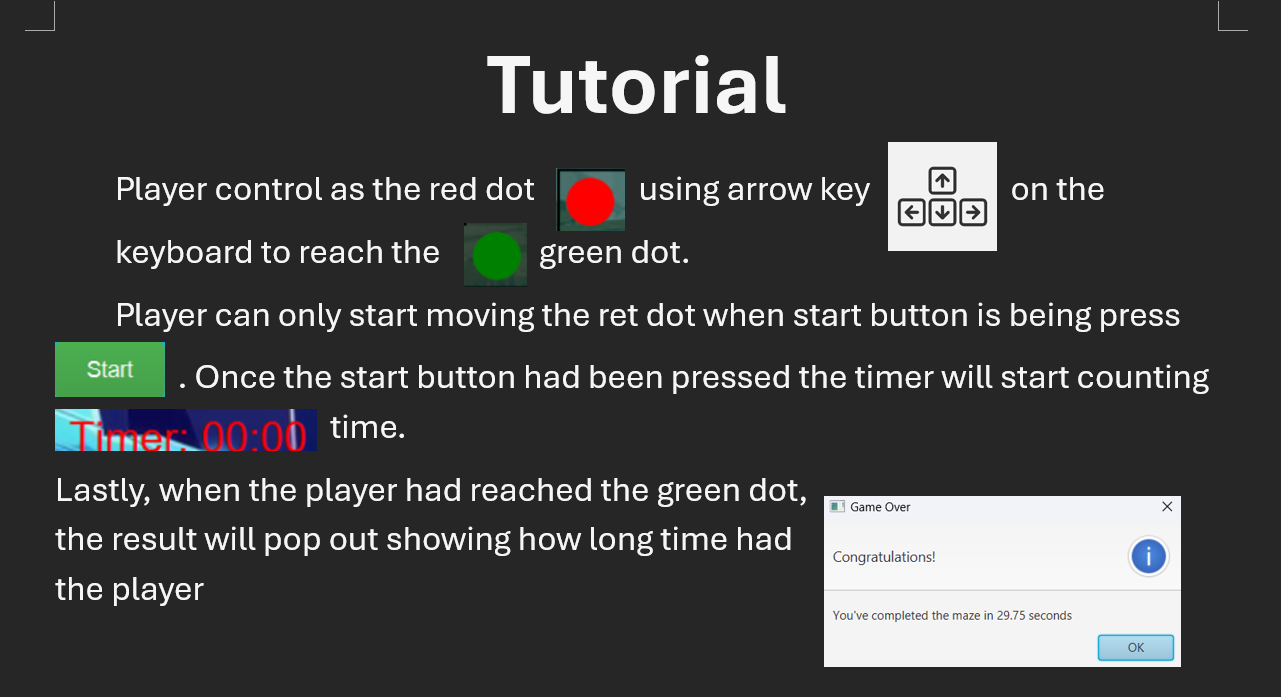 Tutorial
Player control as the red dot using arrow key on the
keyboard to reach the green dot.
Player can only start moving the ret dot when start button is being press
Start . Once the start button had been pressed the timer will start counting
Timer: 00:00 time.
Lastly, when the player had reached the green dot,
the result will pop out showing how long time had
the player
Game Over
Congratulations!
You've completed the maze in 29.75 seconds
OK